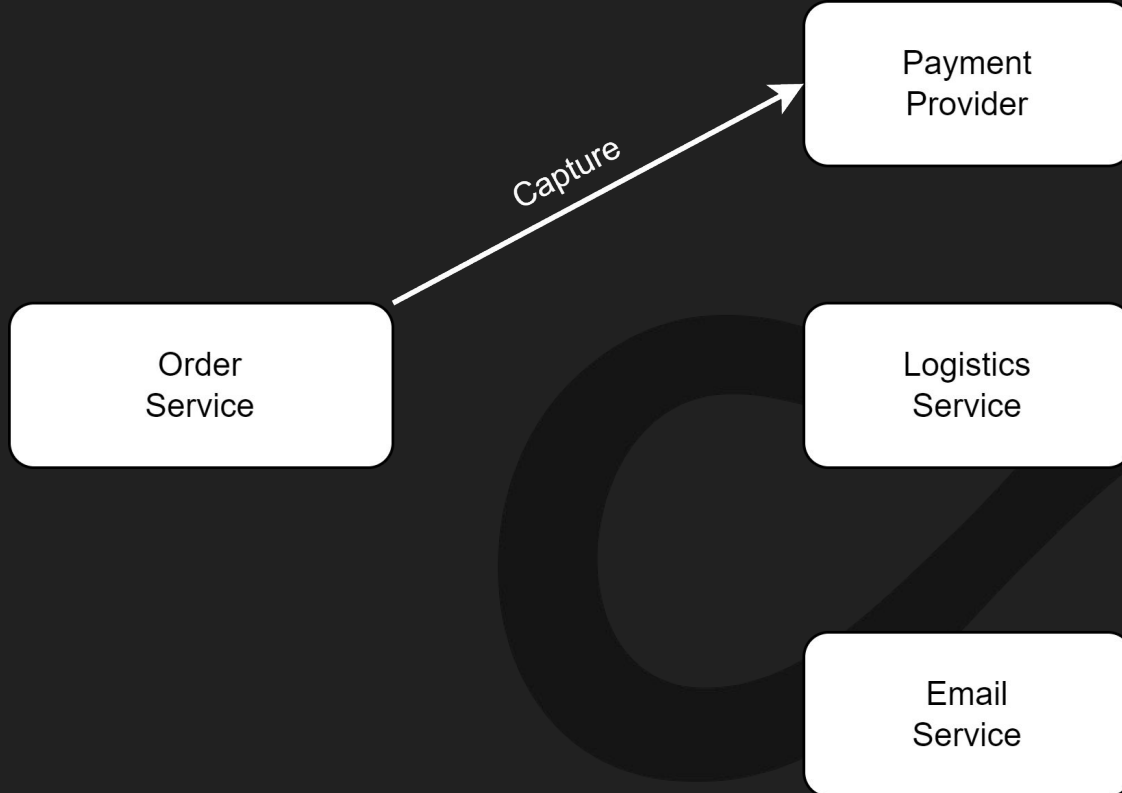 Payment
Provider
Capture
Order
Service
Logistics
Service
Email
Service